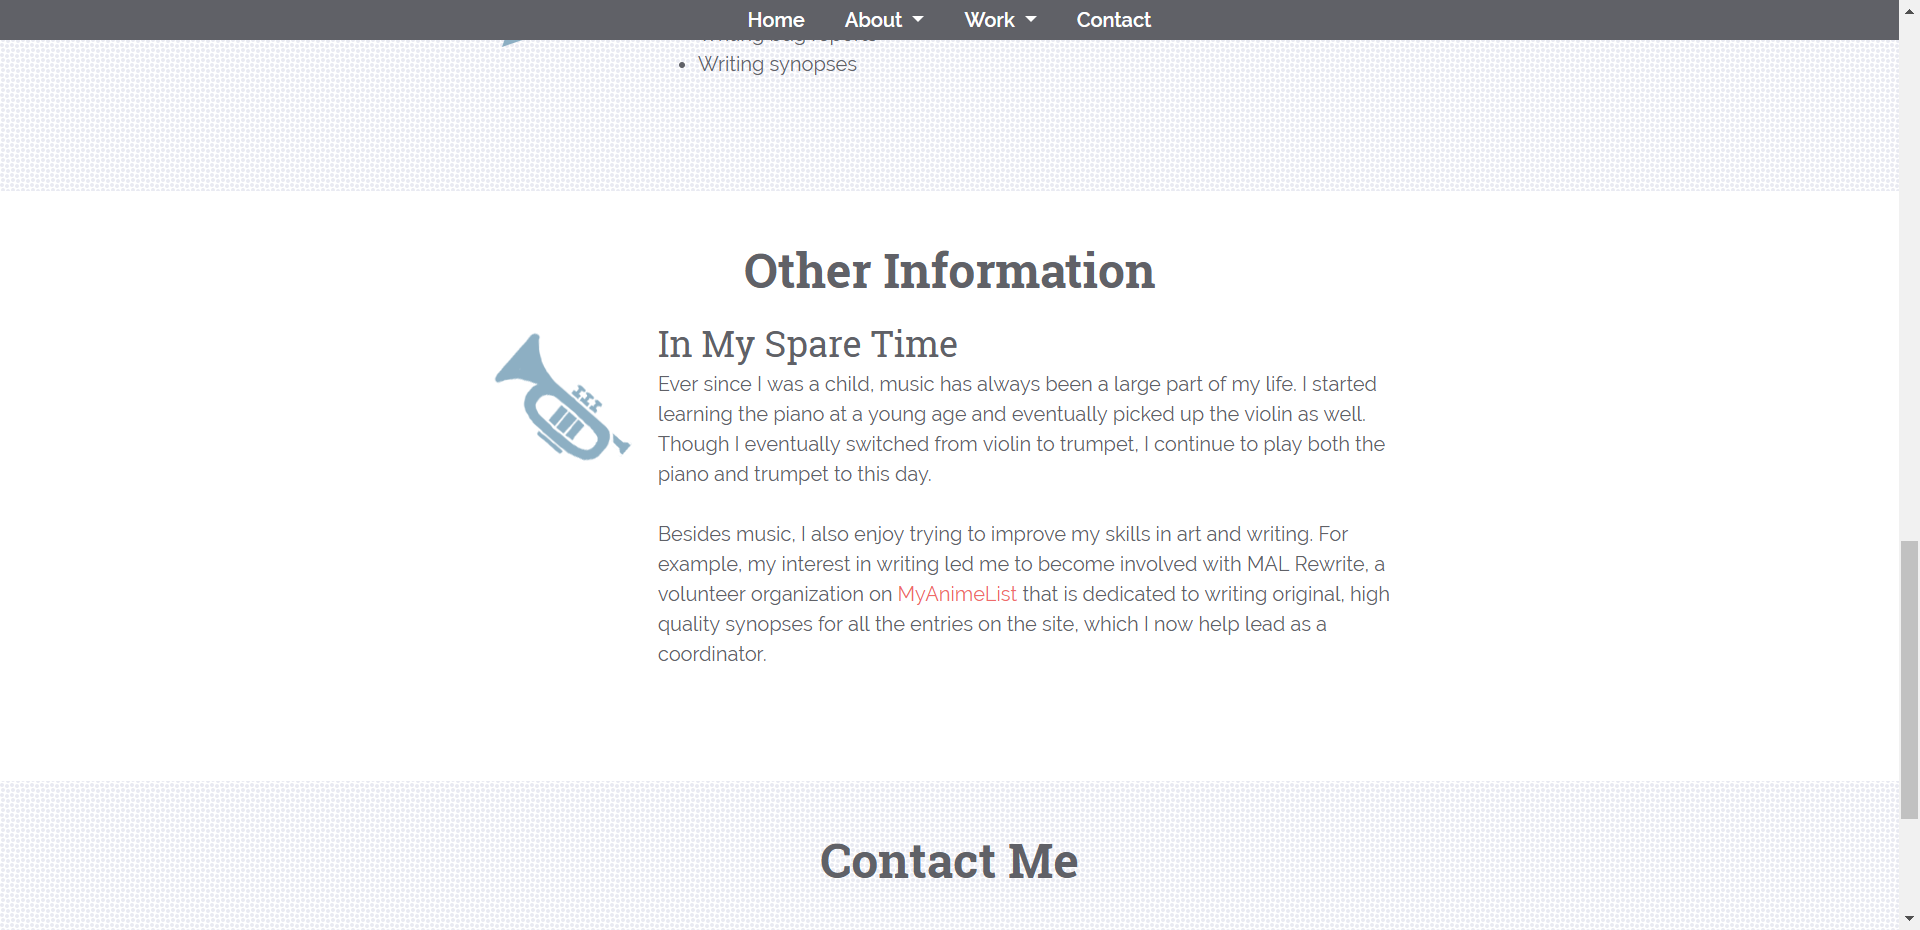 Home About Work Contact
Writing bug reports
Writing synopses
Other Information
In My Spare Time
Ever since I was a child, music has always been a large part of my life. I started
learning the piano at a young age and eventually picked up the violin as well.
Though I eventually switched from violin to trumpet, I continue to play both the
piano and trumpet to this day.
Besides music, I also enjoy trying to improve my skills in art and writing. For
example, my interest in writing led me to become involved with MAL Rewrite, a
volunteer organization on MyAnimeList that is dedicated to writing original, high
quality synopses for all the entries on the site, which I now help lead as a
coordinator.
Contact Me